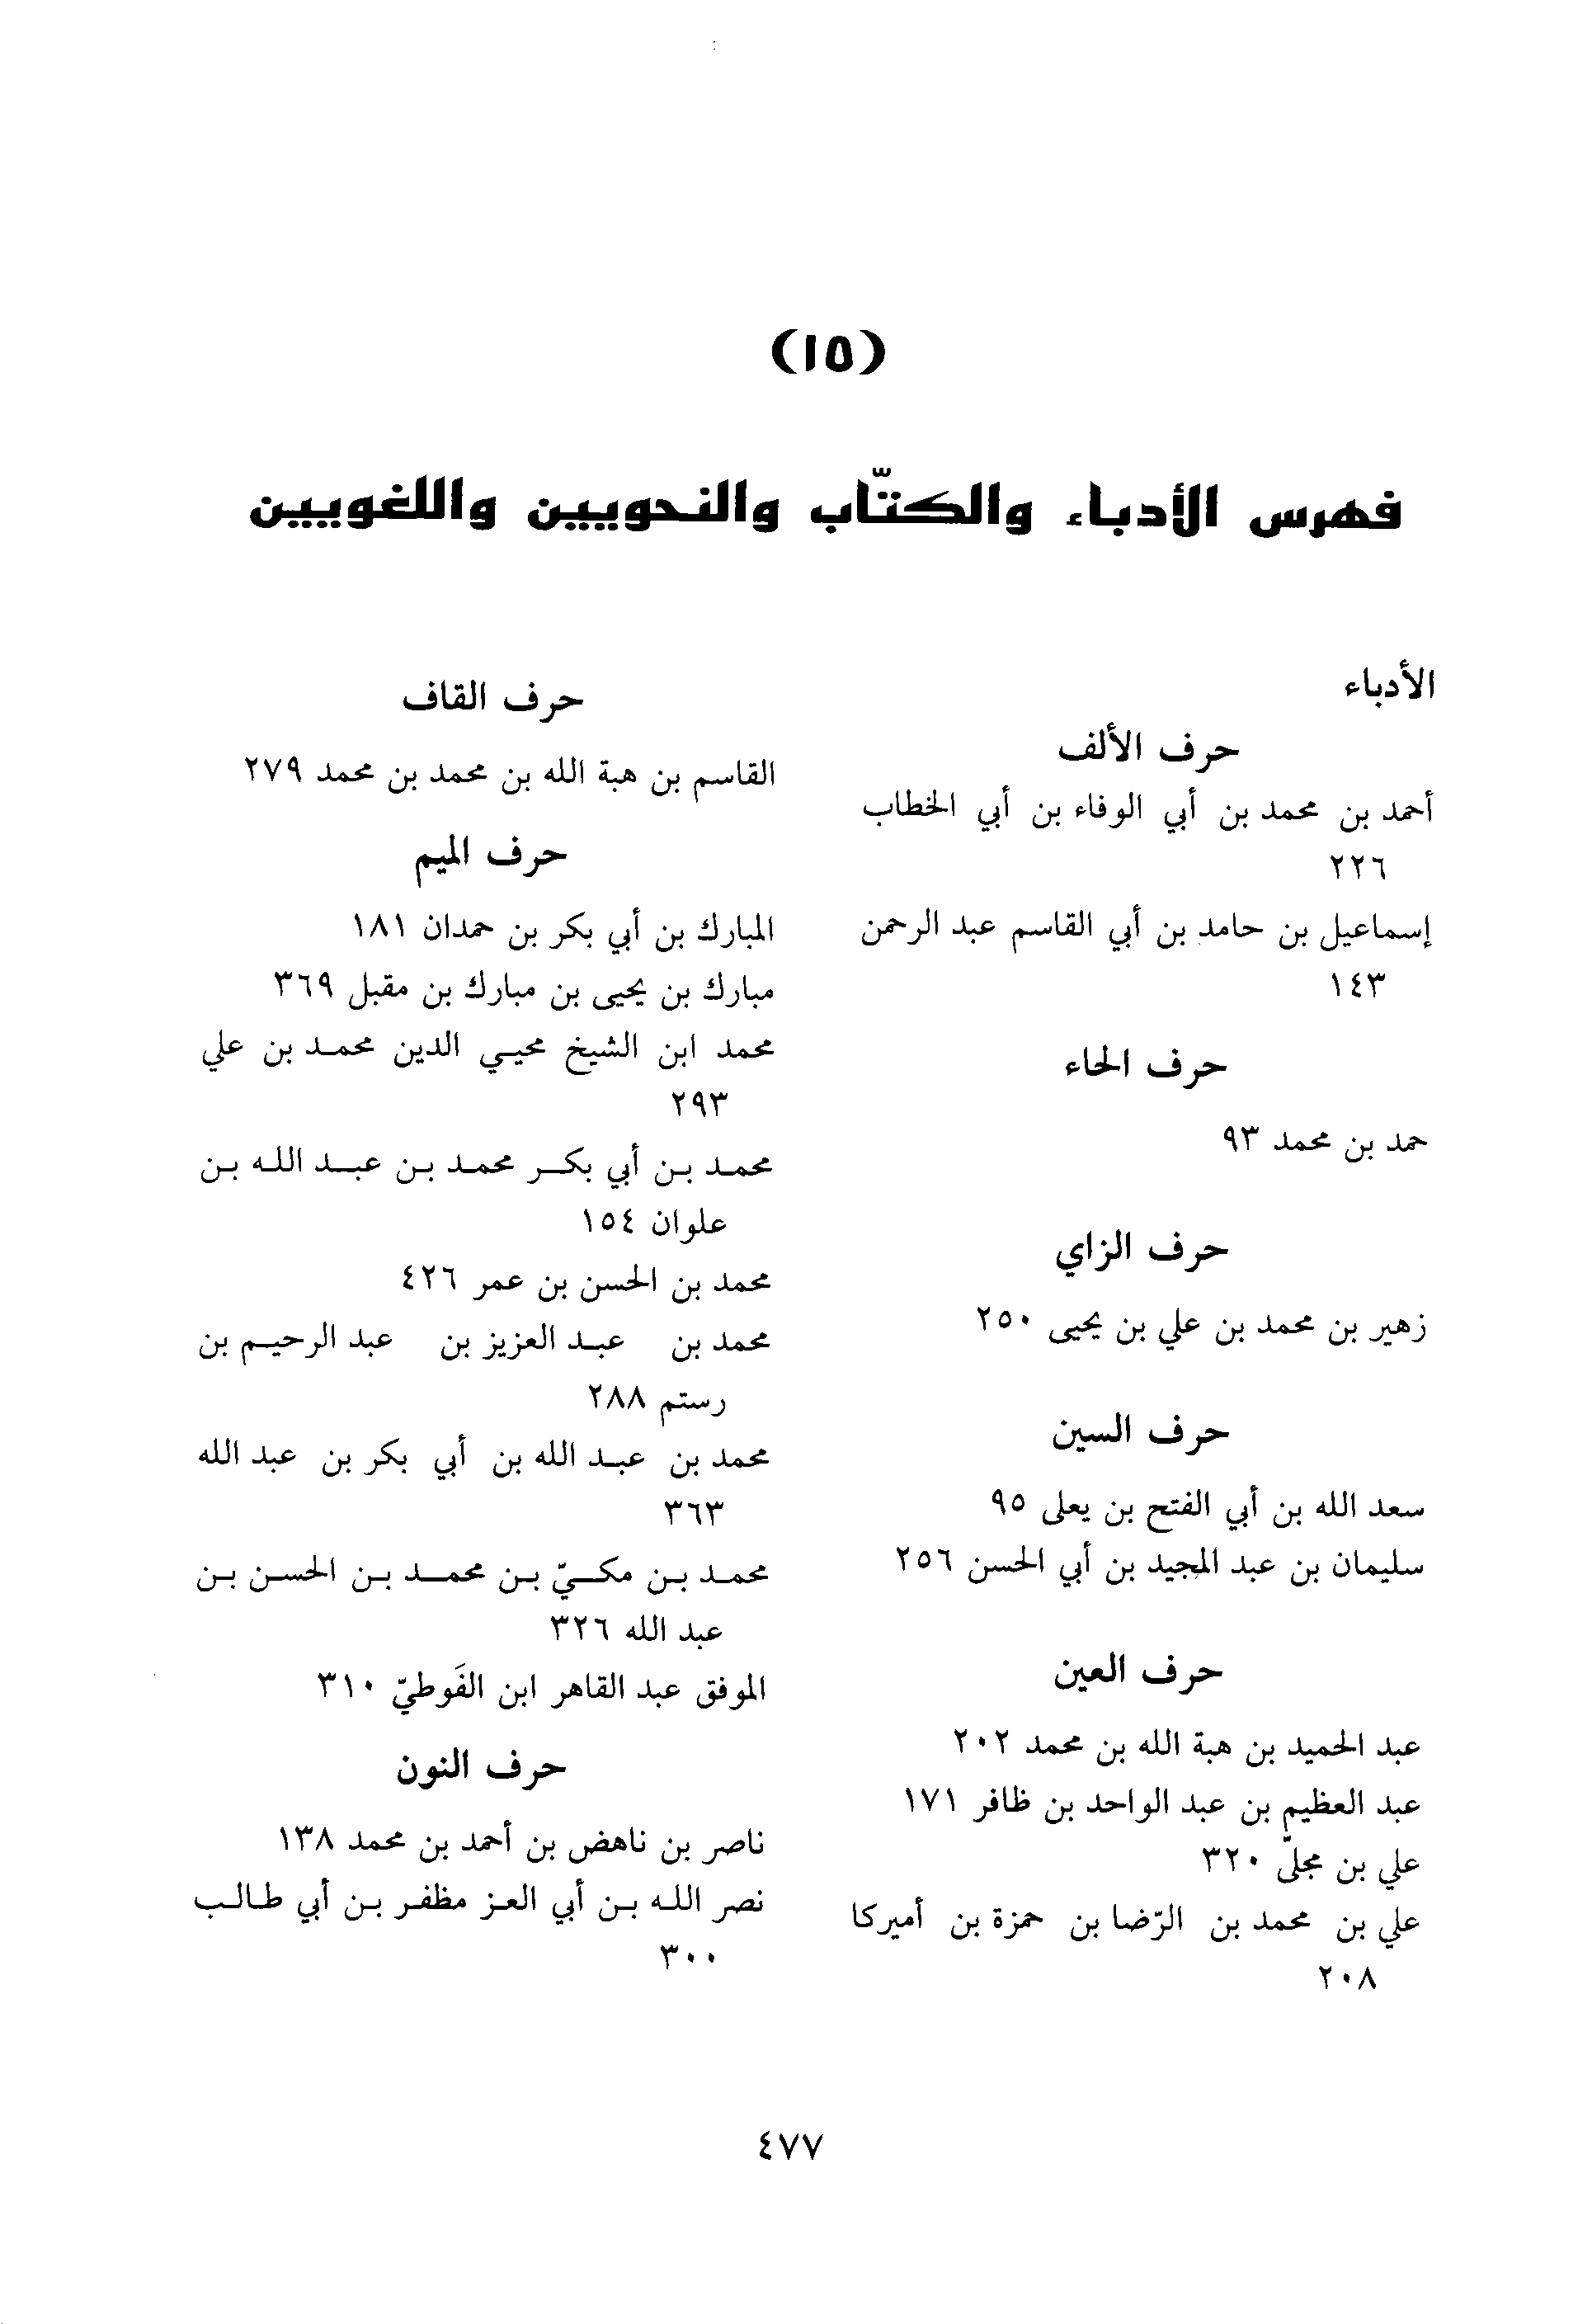 (١٥)
فهرس الأدباء والكتّاب والنحويين واللغويين
الأدباء
حرف الألف
أحمد بن محمد بن أبي الوفاء بن أبي الخطاب
٢٢٦
إسماعيل بن حامد بن أبي القاسم عبد الرحمن
١٤٣
حرف الحاء
حمد بن محمد ٩٣
حرف الزاي
زهير بن محمد بن علي بن يحيى ٢٥٠
حرف السين
سعد الله بن أبي الفتح بن يعلى ٩٥
سليمان بن عبد المجيد بن أبي الحسن ٢٥٦
حرف العين
عبد الحميد بن هبة الله بن محمد ٢٠٢
عبد العظيم بن عبد الواحد بن ظافر ١٧١
علي بن مجلّى ٣٢٠
علي بن محمد بن الرّضا بن حمزة بن أميركا
٢٠٨
حرف القاف
القاسم بن هبة الله بن محمد بن محمد ٢٧٩
حرف الميم
المبارك بن أبي بكر بن حمدان ١٨١
مبارك بن يحيى بن مبارك بن مقبل ٣٦٩
محمد ابن الشيخ محيي الدين محمد بن علي
٢٩٣
محمد بن أبي بكر محمد بن عبد الله بن
علوان ١٥٤
محمد بن الحسن بن عمر ٤٢٦
محمد بن عبد العزيز بن عبد الرحيم بن
رستم ٢٨٨
محمد بن عبد الله بن أبي بكر بن عبد الله
٣٦٣
محمد بن مكيّ بن محمد بن الحسن بن
عبد الله ٣٢٦
الموفق عبد القاهر ابن الفَوطيّ ٣١٠
حرف النون
ناصر بن ناهض بن أحمد بن محمد ١٣٨
نصر الله بن أبي العز مظفر بن أبي طالب
٣٠٠
٤٧٧